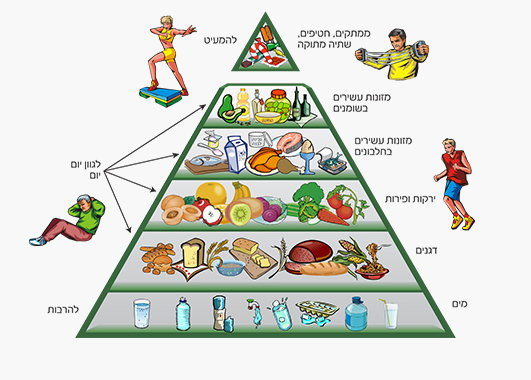 להמעיט
ממתקים, חטיפים,
שתיה מתוקה
מזונות עשירים
בשומנים
מזונות עשירים
בחלבונים
לגוון יום
יום
ירקות ופירות
דגנים
מים
להרבות